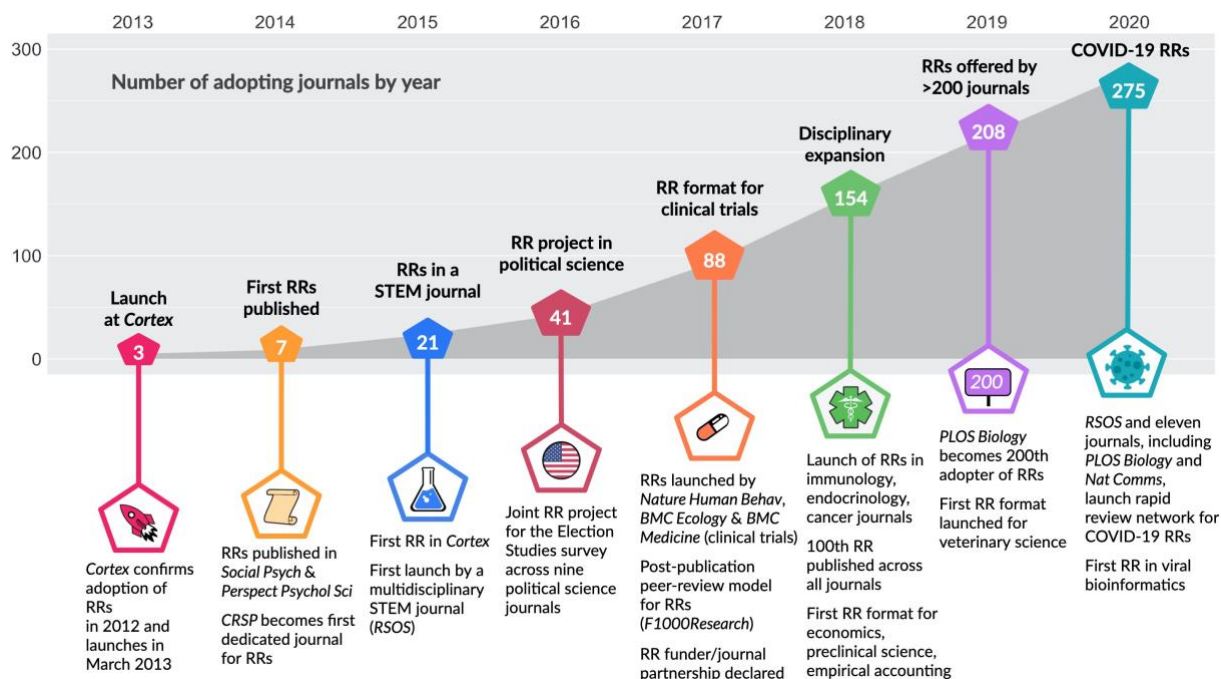 2013
2014
2015
2016
2017
2018
2019
2020
300
200
100
0
Number of adopting journals by year
Launch
at Cortex
3
Cortex confirms
adoption of
RRs
in 2012 and
launches in
March 2013
First RRs
published
7
RRs published in
Social Psych &
Perspect Psychol Sci
CRSP becomes first
dedicated journal
for RRs
RRs in a
STEM journal
21
First RR in Cortex
First launch by a
multidisciplinary
STEM journal
(RSOS)
RR project in
political science
41
Joint RR project
for the Election
Studies survey
across nine
political science
journals
RR format for
clinical trials
88
RRs launched by
Nature Human Behav,
BMC Ecology & BMC
Medicine (clinical trials)
Post-publication
peer-review model
for RRs
(F1000Research)
RR funder/journal
partnership declared
Disciplinary
expansion
154
Launch of RRs in
immunology,
endocrinology,
cancer journals
100th RR
published across
all journals
First RR format for
economics,
preclinical science,
empirical accounting
RRs offered by
>200 journals
208
200
PLOS Biology
becomes 200th
adopter of RRs
First RR format
launched for
veterinary science
COVID-19 RRs
275
RSOS and eleven
journals, including
PLOS Biology and
Nat Comms,
launch rapid
review network for
COVID-19 RRs
First RR in viral
bioinformatics